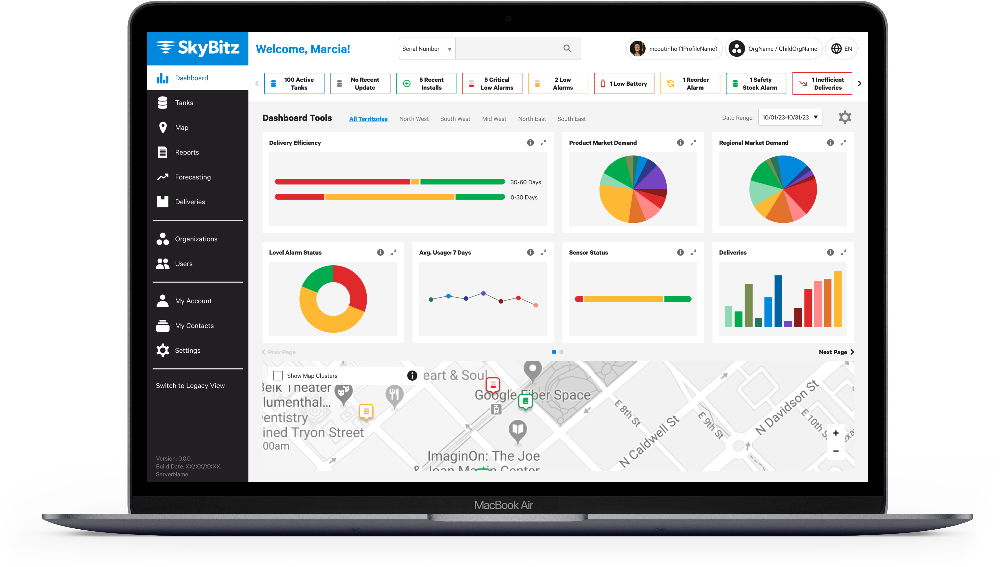 SkyBitz
Welcome, Marcia!
Serial Number
mcoutinho (1ProfileName)
OrgName / ChildOrgName
EN
Dashboard
Tanks
Map
Reports
Forecasting
Deliveries
Organizations
Users
My Account
My Contacts
Settings
Switch to Legacy View
Version: 0.0.0,
Build Date: XX/XX/XXXX,
ServerName
100 Active
Tanks
No Recent
Update
5 Recent
Installs
5 Critical
Low Alarms
2 Low
Alarms
1 Low Battery
1 Reorder
Alarm
1 Safety
Stock Alarm
1 Inefficient
Deliveries
Dashboard Tools
All Territories
North West
South West
Mid West
North East
South East
Date Range:
10/01/23-10/31/23
Delivery Efficiency
30-60 Days
0-30 Days
Product Market Demand
Regional Market Demand
Level Alarm Status
Avg. Usage: 7 Days
Sensor Status
Deliveries
Prev Page
Next Page
Show Map Clusters
eart & Soul
Belk Theater
lumenthal...
entistry
ined Tryon Street
00am
Google Fiber Space
ImaginOn: The Joe
& Joan Martin Center
E 8th St
N Caldwell St
E 9th St
N Davidson St
E 10th S
+
−
MacBook Air